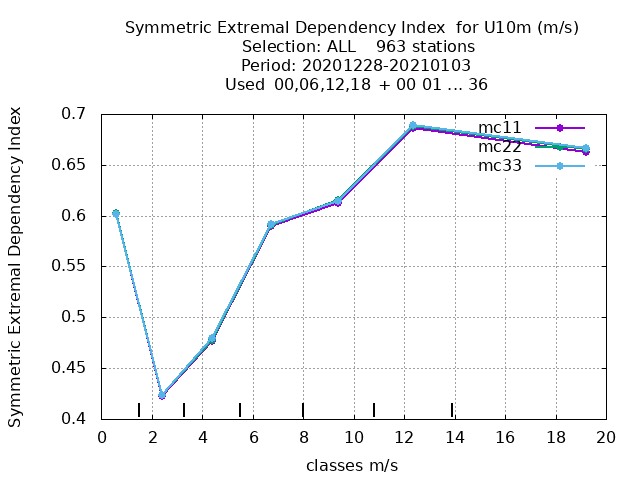 Symmetric Extremal Dependency Index  for U10m (m/s)
Selection: ALL    963 stations
Period: 20201228-20210103
Used  00,06,12,18  + 00 01 ... 36
Symmetric Extremal Dependency Index
0.7
0.65
0.6
0.55
0.5
0.45
0.4
mc11
mc22
mc33
0 2 4 6 8 10 12 14 16 18 20
classes m/s